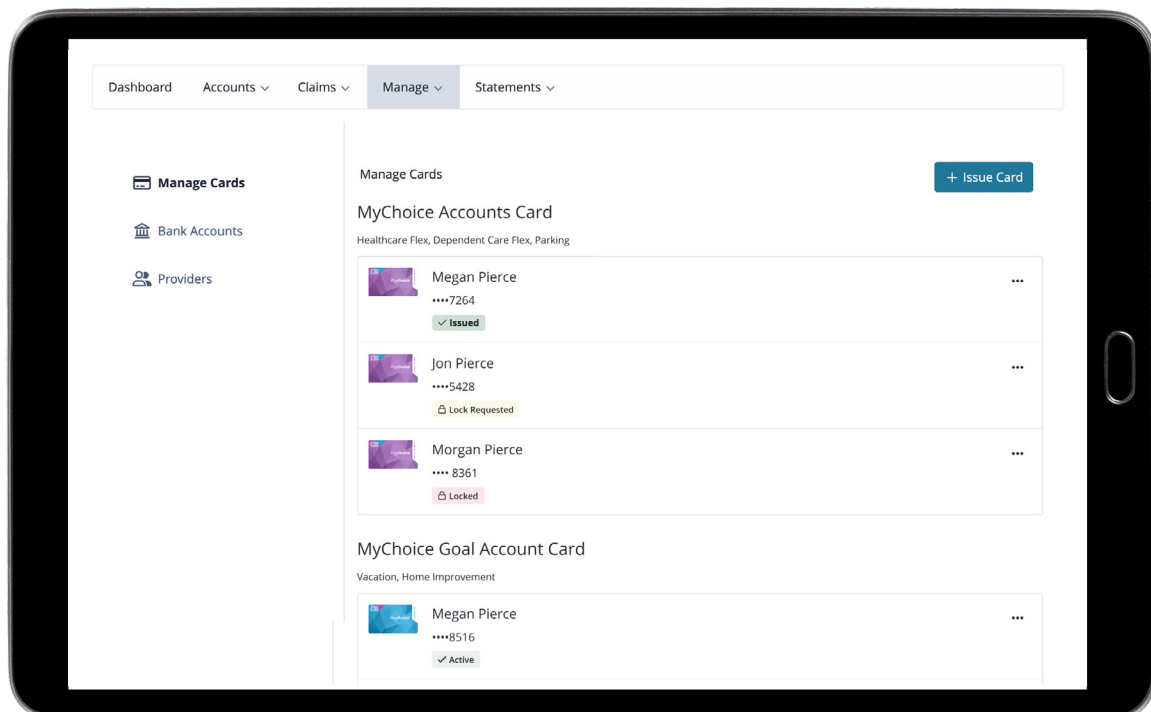 Dashboard
Accounts
Claims
Manage
Statements
Manage Cards
Bank Accounts
Providers
Manage Cards
+ Issue Card
MyChoice Accounts Card
Healthcare Flex, Dependent Care Flex, Parking
Megan Pierce
••••7264
Issued
•••
Jon Pierce
••••5428
Lock Requested
•••
Morgan Pierce
•••• 8361
Locked
•••
MyChoice Goal Account Card
Vacation, Home Improvement
Megan Pierce
••••8516
Active
•••